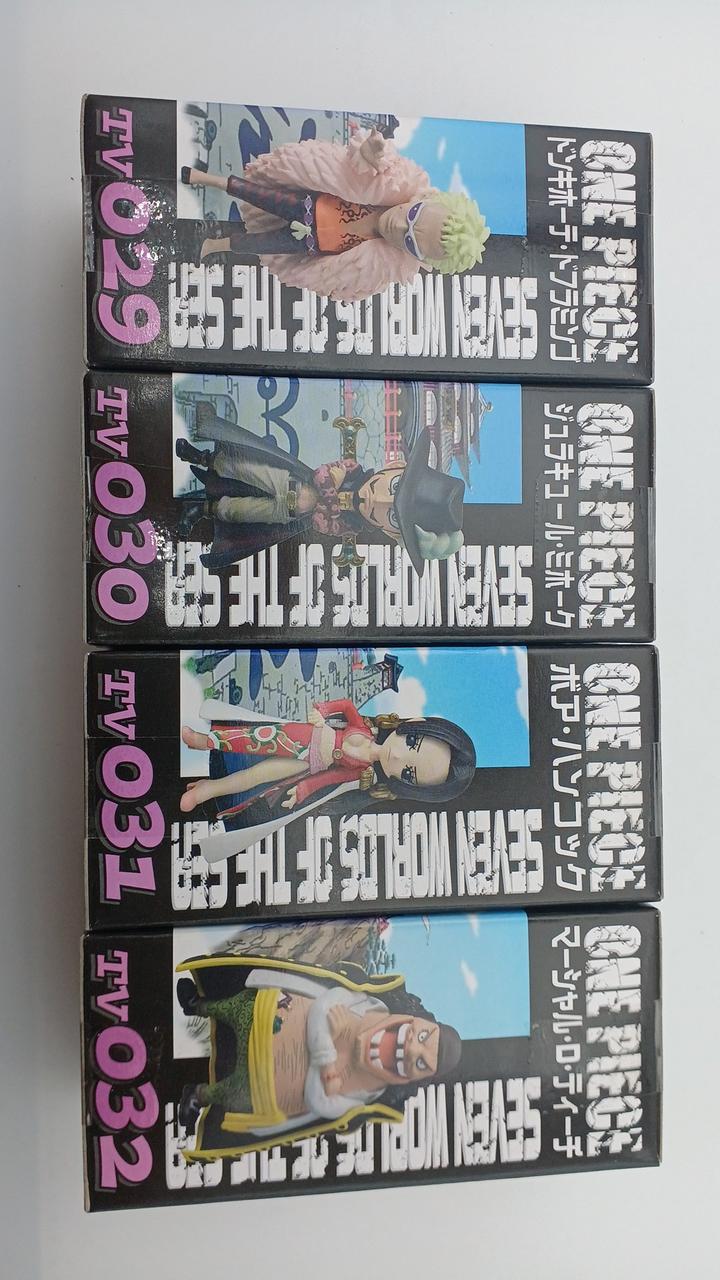 ONE PIECE
ドンキホーテ・ドフラミンゴ
SEVEN WORLDS OF THE SEA
TV029
ONE PIECE
ジュラキュール・ミホーク
SEVEN WORLDS OF THE SEA
TV030
ONE PIECE
ボア・ハンコック
SEVEN WORLDS OF THE SEA
TV031
ONE PIECE
マーシャル・D・ティーチ
SEVEN WORLDS OF THE SEA
TV032